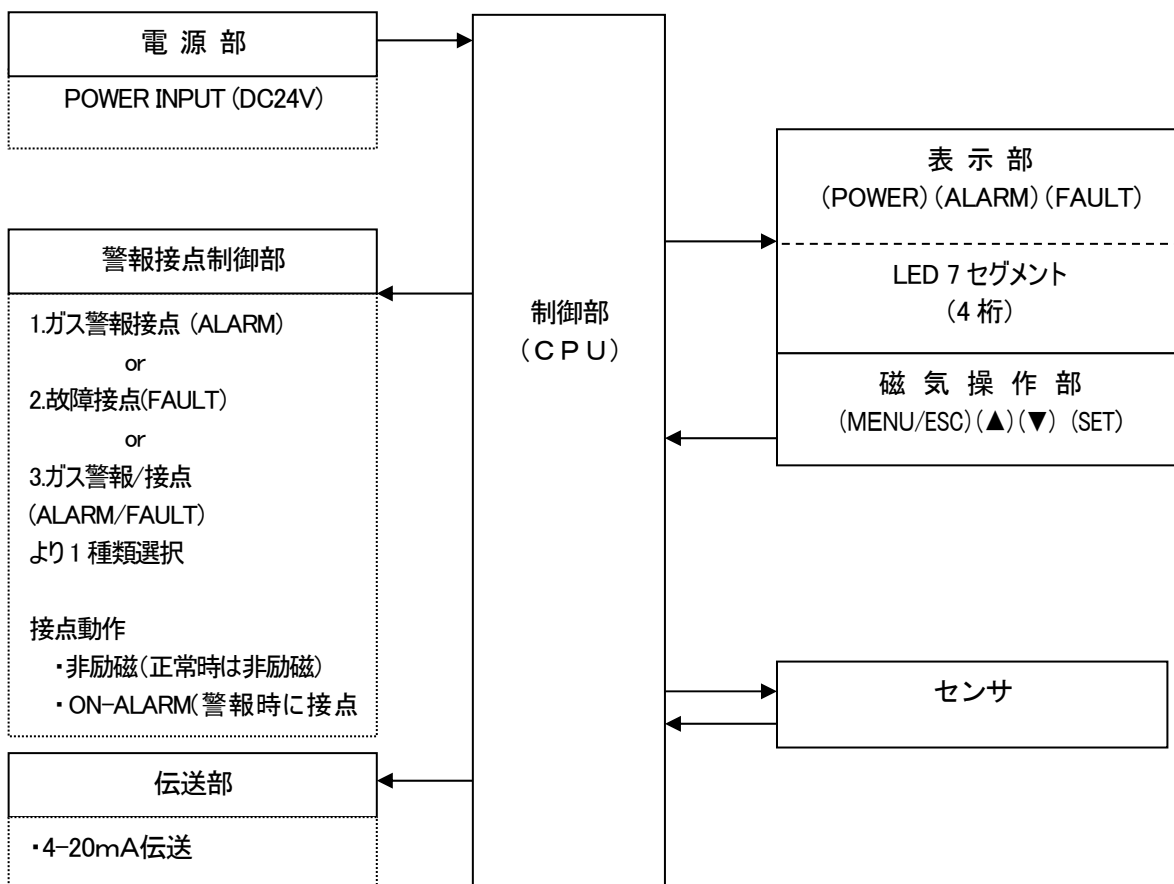 電 源 部
POWER INPUT (DC24V)
警報接点制御部
1.ガス警報接点 (ALARM)
or
2.故障接点(FAULT)
or
3.ガス警報/接点
(ALARM/FAULT)
より 1 種類選択
接点動作
・非励磁(正常時は非励磁)
・ON-ALARM(警報時に接点
伝送部
・4-20mA伝送
制御部
(ＣＰＵ)
表 示 部
(POWER)(ALARM)(FAULT)
LED 7 セグメント
(4 桁)
磁 気 操 作 部
(MENU/ESC)(▲)(▼) (SET)
センサ